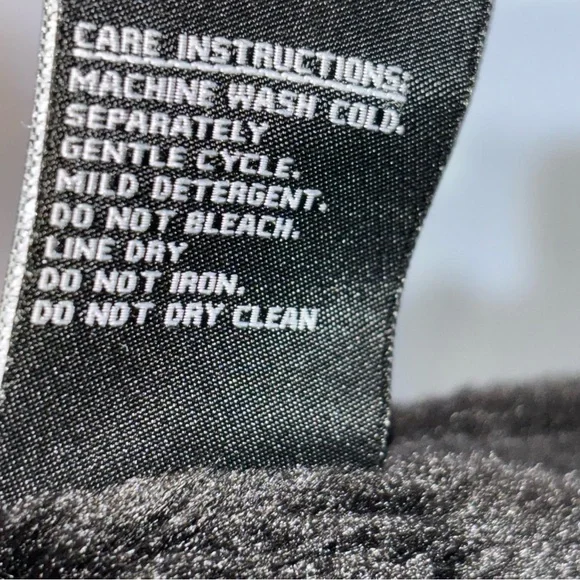 CARE INSTRUCTIONS:
MACHINE WASH COLD.
SEPARATELY
GENTLE CYCLE.
MILD DETERGENT.
DO NOT BLEACH.
LINE DRY
DO NOT IRON.
DO NOT DRY CLEAN